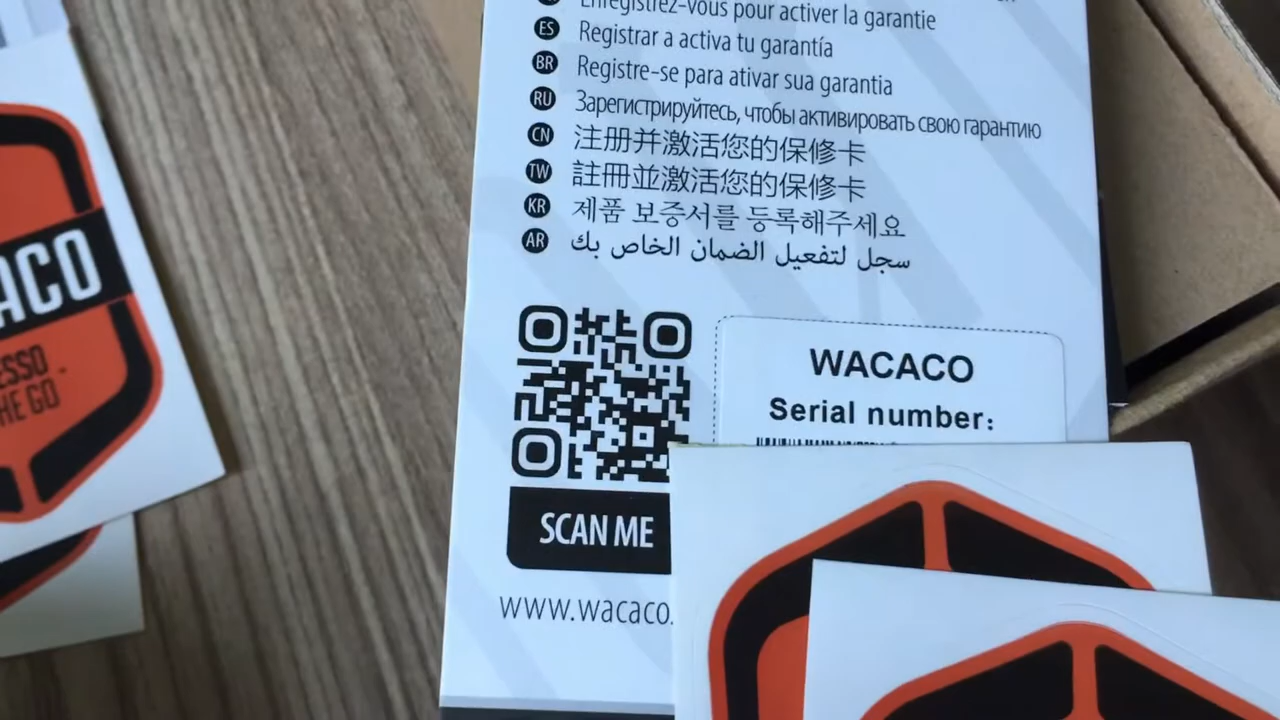 Enregistrez-vous pour activer la garantie
ES Registrar a activa tu garantía
BR Registre-se para ativar sua garantia
RU Зарегистрируйтесь, чтобы активировать свою гарантию
CN 注册并激活您的保修卡
TW 註冊並激活您的保修卡
KR 제품 보증서를 등록해주세요
AR سجل لتفعيل الضمان الخاص بك
WACACO
Serial number:
SCAN ME
www.wacaco.
ACO
ESSO
HE GO